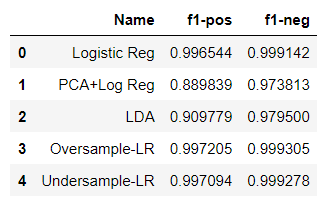 Name f1-pos f1-neg
0 Logistic Reg 0.996544 0.999142
1 PCA+Log Reg 0.889839 0.973813
2 LDA 0.909779 0.979500
3 Oversample-LR 0.997205 0.999305
4 Undersample-LR 0.997094 0.999278